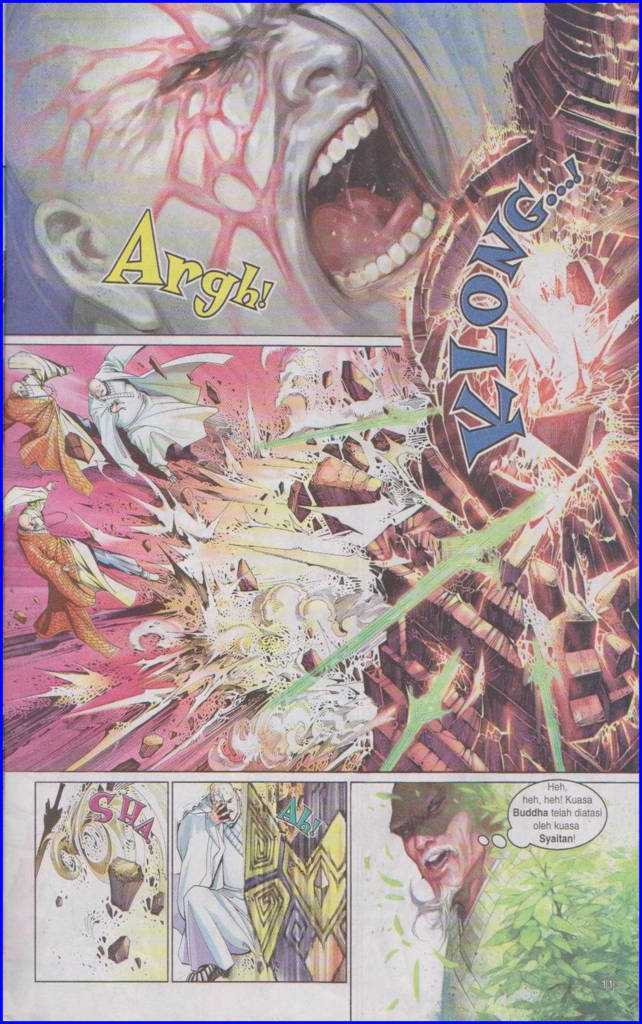 Argh!
KLONG...!
SHA
Ah!
Heh,
heh, heh! Kuasa
Buddha telah diatasi
oleh kuasa
Syaitan!
11